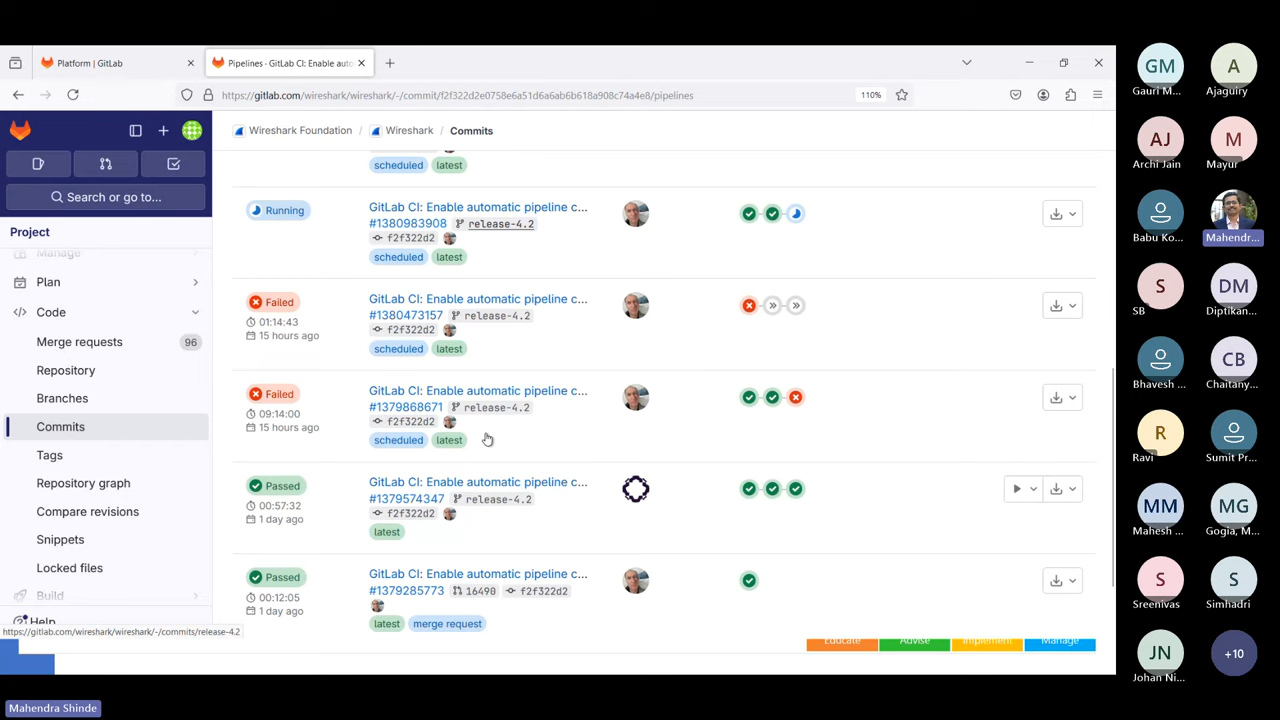 Platform | GitLab
Pipelines · GitLab CI: Enable auto
https://gitlab.com/wireshark/wireshark/-/commit/f2f322d2e0758e6a51d6a6ab6b618a908c74a4e8/pipelines
110%
Wireshark Foundation / Wireshark / Commits
Search or go to...
Project
Manage
Plan
Code
Merge requests 96
Repository
Branches
Commits
Tags
Repository graph
Compare revisions
Snippets
Locked files
Build
Help
https://gitlab.com/wireshark/wireshark/-/commits/release-4.2
scheduled latest
Running
GitLab CI: Enable automatic pipeline c...
#1380983908 release-4.2
f2f322d2
scheduled latest
Failed
01:14:43
15 hours ago
GitLab CI: Enable automatic pipeline c...
#1380473157 release-4.2
f2f322d2
scheduled latest
Failed
09:14:00
15 hours ago
GitLab CI: Enable automatic pipeline c...
#1379868671 release-4.2
f2f322d2
scheduled latest
Passed
00:57:32
1 day ago
GitLab CI: Enable automatic pipeline c...
#1379574347 release-4.2
f2f322d2
latest
Passed
00:12:05
1 day ago
GitLab CI: Enable automatic pipeline c...
#1379285773 16490 f2f322d2
latest merge request
Educate Advise Implement Manage
GM A
Gauri M... Ajaguiry
AJ M
Archi Jain Mayur
Babu Ko... Mahendr...
S DM
SB Diptikan...
CB
Bhavesh ... Chaitany...
R
Ravi Sumit Pr...
MM MG
Mahesh ... Gogia, M...
S S
Sreenivas Simhadri
JN +10
Johan Ni...
Mahendra Shinde